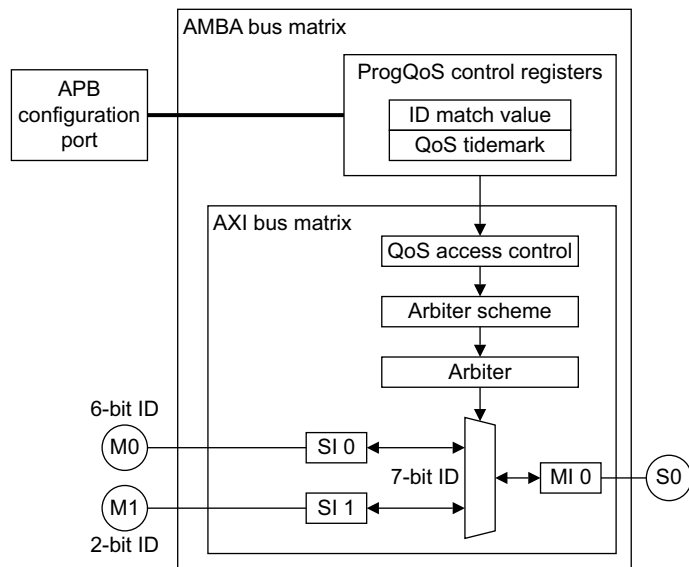 AMBA bus matrix
APB
configuration
port
ProgQoS control registers
ID match value
QoS tidemark
AXI bus matrix
QoS access control
Arbiter scheme
Arbiter
6-bit ID
M0
SI 0
7-bit ID
MI 0
S0
M1
SI 1
2-bit ID